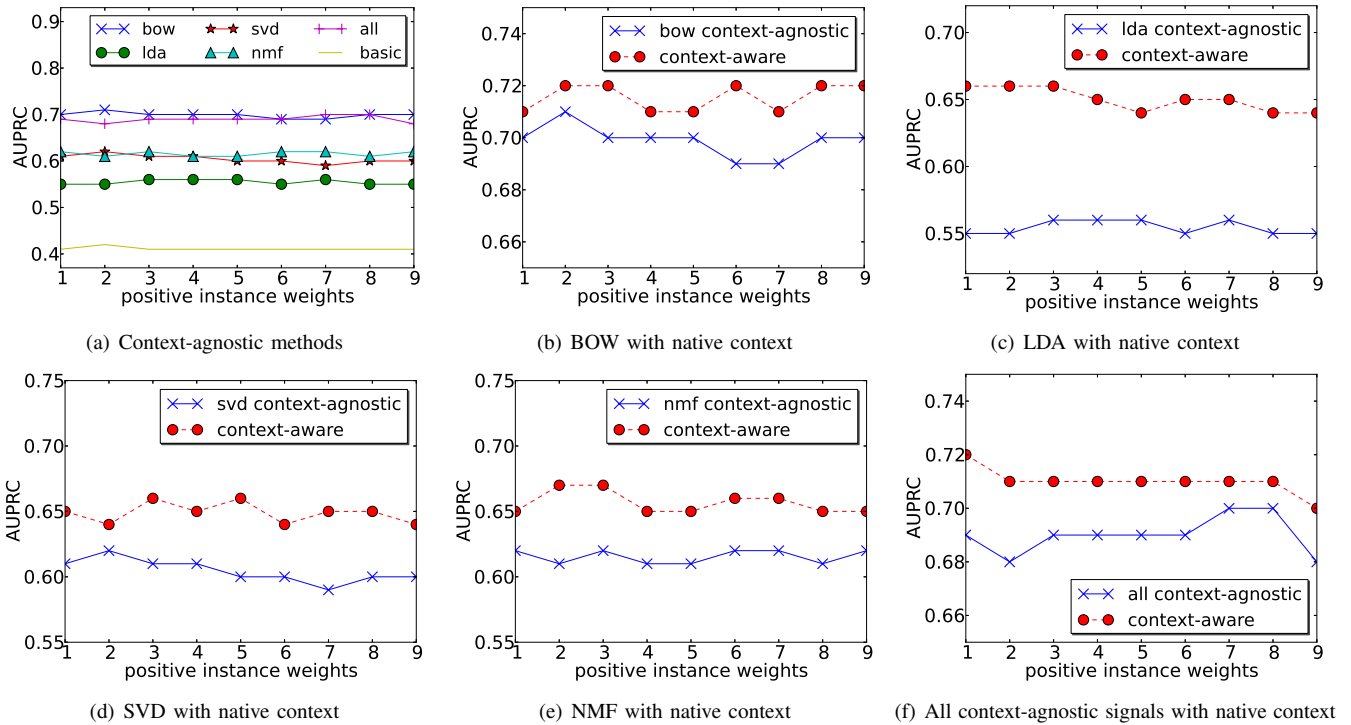 bow
svd
all
lda
nmf
basic
0.9
0.8
0.7
0.6
0.5
0.4
AUPRC
1 2 3 4 5 6 7 8 9
positive instance weights
(a) Context-agnostic methods
bow context-agnostic
context-aware
0.74
0.72
0.70
0.68
0.66
AUPRC
1 2 3 4 5 6 7 8 9
positive instance weights
(b) BOW with native context
lda context-agnostic
context-aware
0.70
0.65
0.60
0.55
AUPRC
1 2 3 4 5 6 7 8 9
positive instance weights
(c) LDA with native context
svd context-agnostic
context-aware
0.75
0.70
0.65
0.60
0.55
AUPRC
1 2 3 4 5 6 7 8 9
positive instance weights
(d) SVD with native context
nmf context-agnostic
context-aware
0.75
0.70
0.65
0.60
0.55
AUPRC
1 2 3 4 5 6 7 8 9
positive instance weights
(e) NMF with native context
all context-agnostic
context-aware
0.74
0.72
0.70
0.68
0.66
AUPRC
1 2 3 4 5 6 7 8 9
positive instance weights
(f) All context-agnostic signals with native context